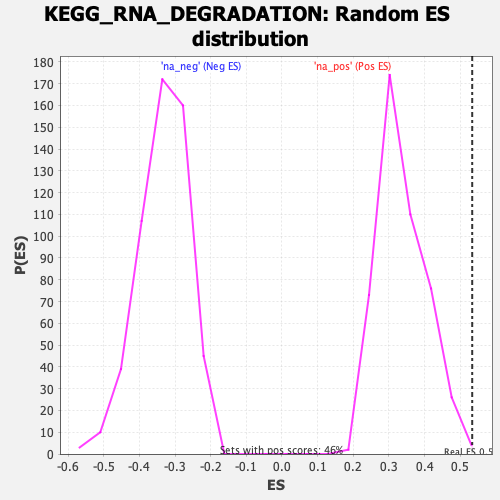 KEGG_RNA_DEGRADATION: Random ES
distribution
'na_neg' (Neg ES)
'na_pos' (Pos ES)
180
170
160
150
140
130
120
110
100
90
80
70
60
50
40
30
20
10
0
P(ES)
Sets with pos scores: 46%
Real ES 0.5
-0.6 -0.5 -0.4 -0.3 -0.2 -0.1 0.0 0.1 0.2 0.3 0.4 0.5
ES